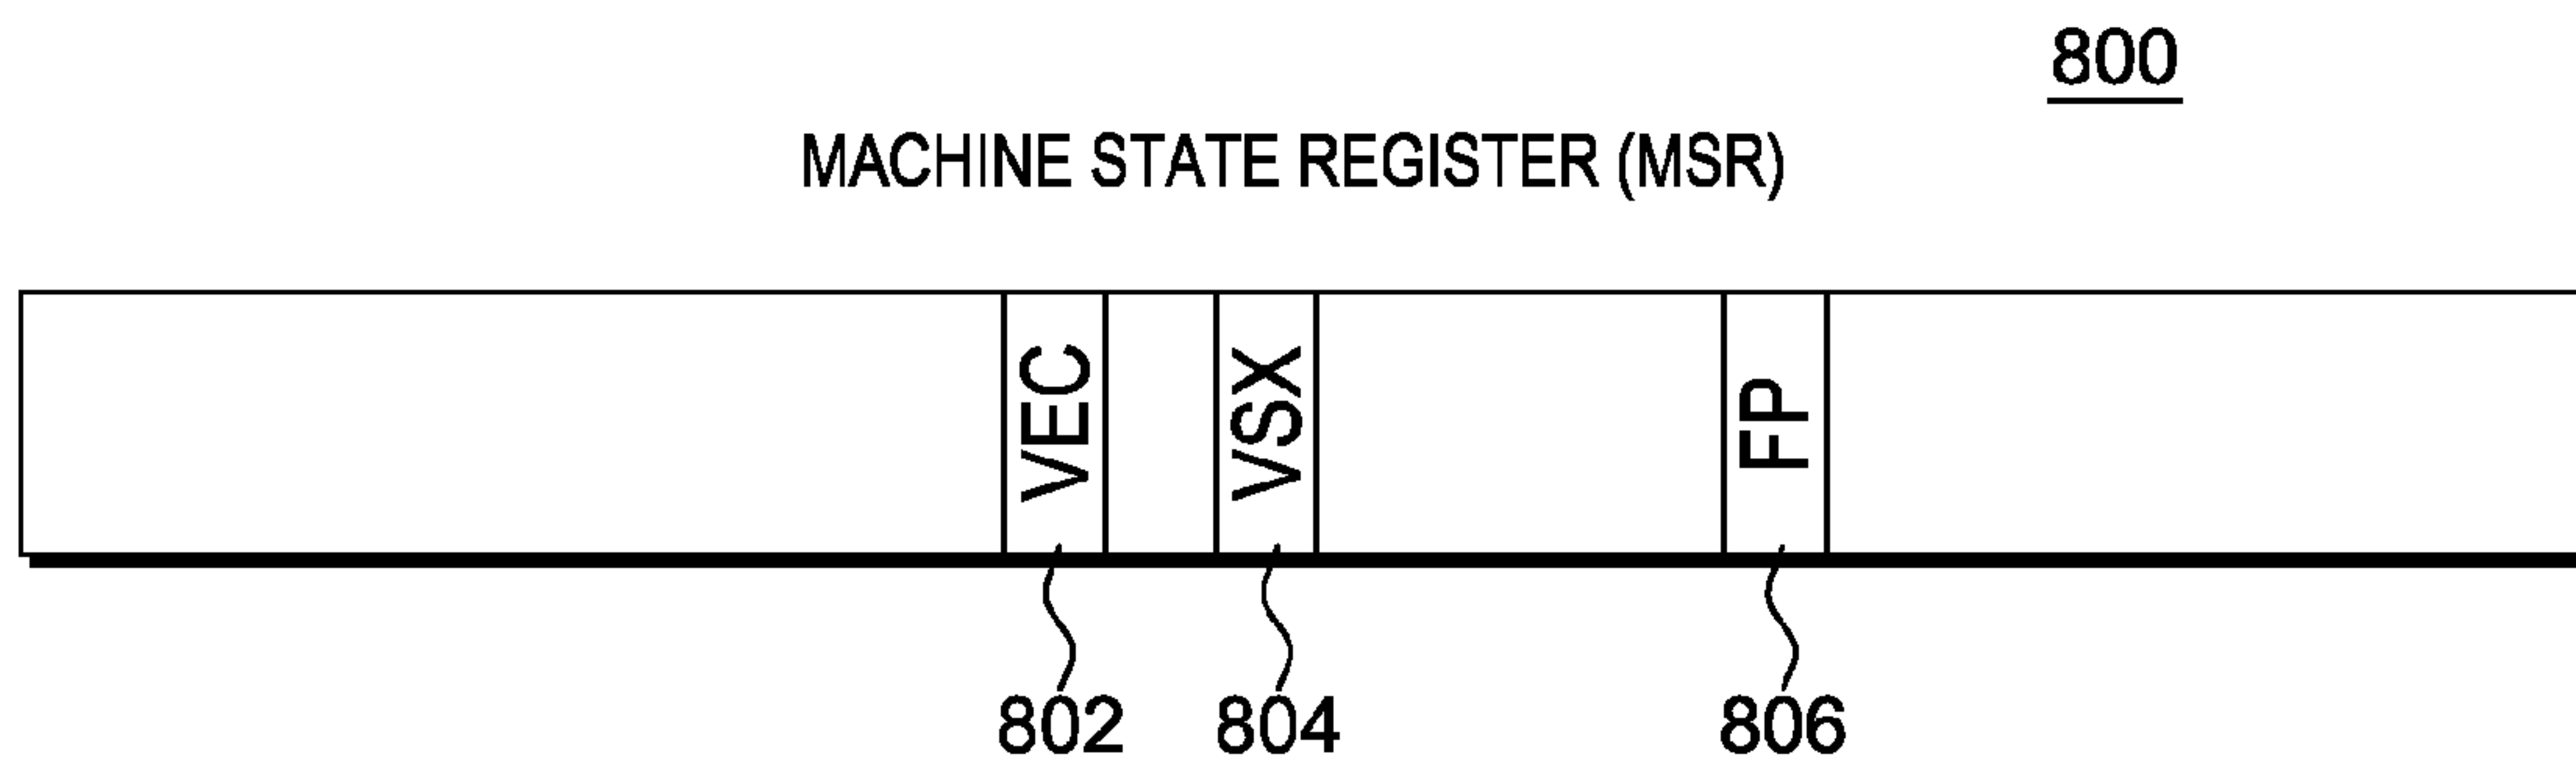 800
MACHINE STATE REGISTER (MSR)
VEC
VSX
FP
802
804
806